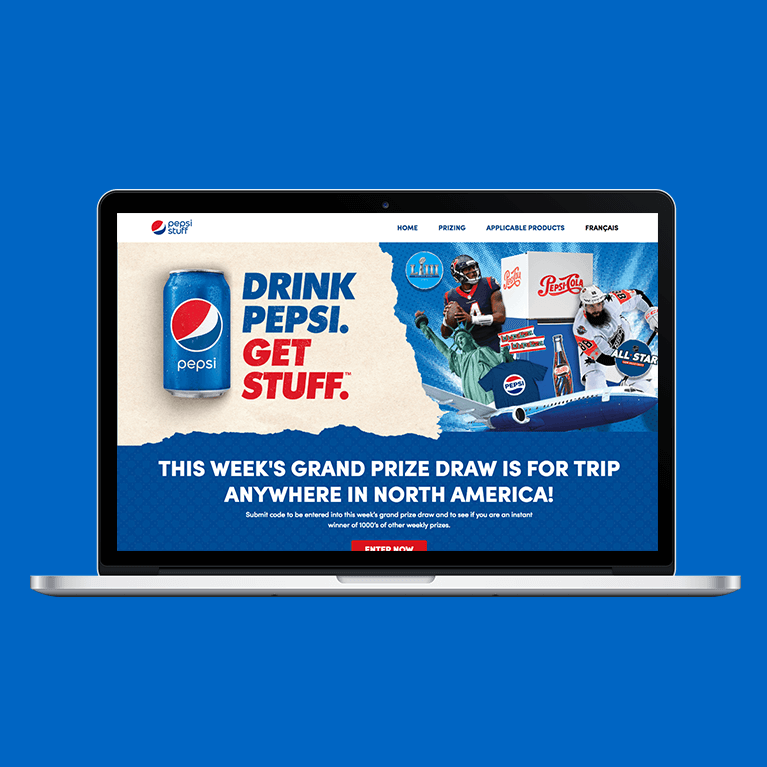 pepsi
stuff
HOME
PRIZING
APPLICABLE PRODUCTS
FRANÇAIS
DRINK
PEPSI.
GET
STUFF.™
pepsi
LIII
4
PEPSI-COLA
88
ALL STAR
PEPSI
THIS WEEK'S GRAND PRIZE DRAW IS FOR TRIP
ANYWHERE IN NORTH AMERICA!
Submit code to be entered into this week's grand prize draw and to see if you are an instant
winner of 1000's of other weekly prizes.
ENTER NOW